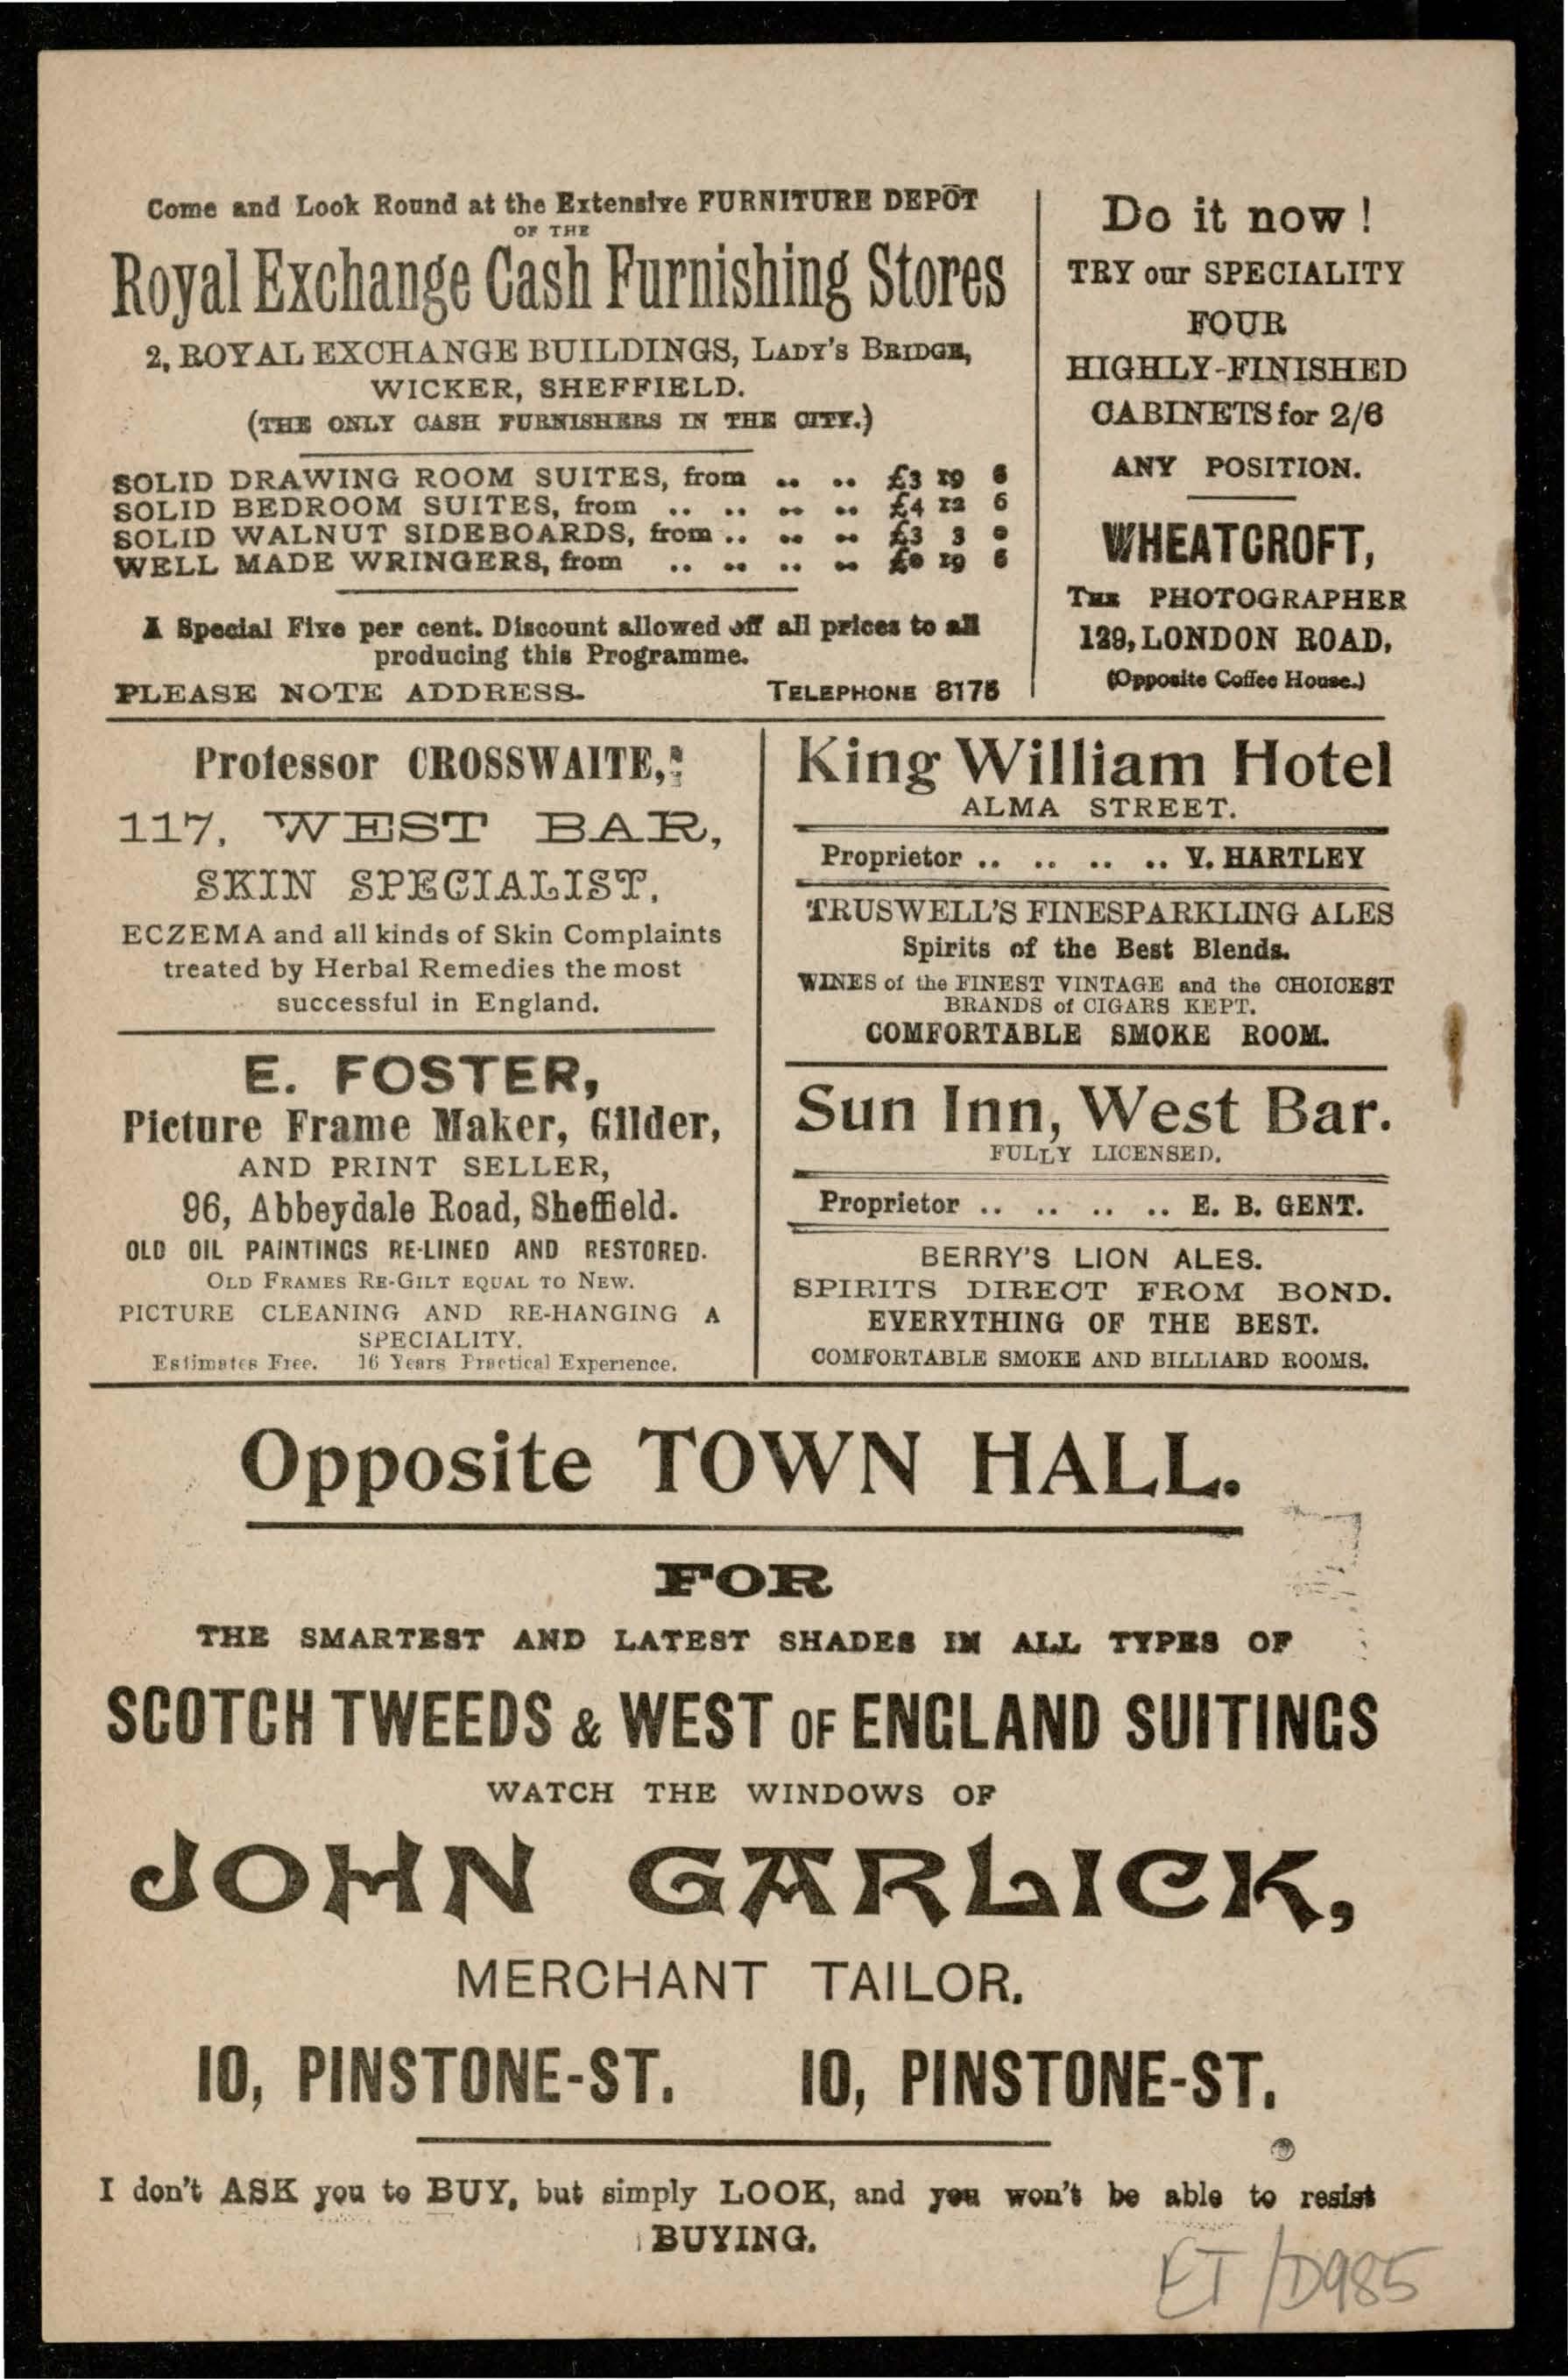 Come and Look Round at the Extensive FURNITURE DEPÔT
OF THE
Royal Exchange Cash Furnishing Stores
2, ROYAL EXCHANGE BUILDINGS, LADY'S BRIDGE,
WICKER, SHEFFIELD.
(THE ONLY CASH FURNISHERS IN THE CITY.)
SOLID DRAWING ROOM SUITES, from .. .. £3 19 6
SOLID BEDROOM SUITES, from .. .. .. .. £4 12 6
SOLID WALNUT SIDEBOARDS, from .. .. .. £3 3 0
WELL MADE WRINGERS, from .. .. .. .. £0 19 6
A Special Five per cent. Discount allowed off all prices to all
producing this Programme.
PLEASE NOTE ADDRESS. TELEPHONE 8175
Do it now !
TRY our SPECIALITY
FOUR
HIGHLY-FINISHED
CABINETS for 2/6
ANY POSITION.
WHEATCROFT,
THE PHOTOGRAPHER
129, LONDON ROAD,
(Opposite Coffee House.)
Professor CROSSWAITE,
117, WEST BAR,
SKIN SPECIALIST,
ECZEMA and all kinds of Skin Complaints
treated by Herbal Remedies the most
successful in England.
E. FOSTER,
Picture Frame Maker, Gilder,
AND PRINT SELLER,
96, Abbeydale Road, Sheffield.
OLD OIL PAINTINGS RE-LINED AND RESTORED.
OLD FRAMES RE-GILT EQUAL TO NEW.
PICTURE CLEANING AND RE-HANGING A
SPECIALITY.
Estimates Free. 16 Years Practical Experience.
King William Hotel
ALMA STREET.
Proprietor .. .. .. .. V. HARTLEY
TRUSWELL'S FINE SPARKLING ALES
Spirits of the Best Blends.
WINES of the FINEST VINTAGE and the CHOICEST
BRANDS of CIGARS KEPT.
COMFORTABLE SMOKE ROOM.
Sun Inn, West Bar.
FULLY LICENSED.
Proprietor .. .. .. .. E. B. GENT.
BERRY'S LION ALES.
SPIRITS DIRECT FROM BOND.
EVERYTHING OF THE BEST.
COMFORTABLE SMOKE AND BILLIARD ROOMS.
Opposite TOWN HALL.
FOR
THE SMARTEST AND LATEST SHADES IN ALL TYPES OF
SCOTCH TWEEDS & WEST OF ENGLAND SUITINGS
WATCH THE WINDOWS OF
JOHN GARLICK,
MERCHANT TAILOR.
10, PINSTONE-ST. 10, PINSTONE-ST.
I don't ASK you to BUY, but simply LOOK, and you won't be able to resist
BUYING.
ET/D985